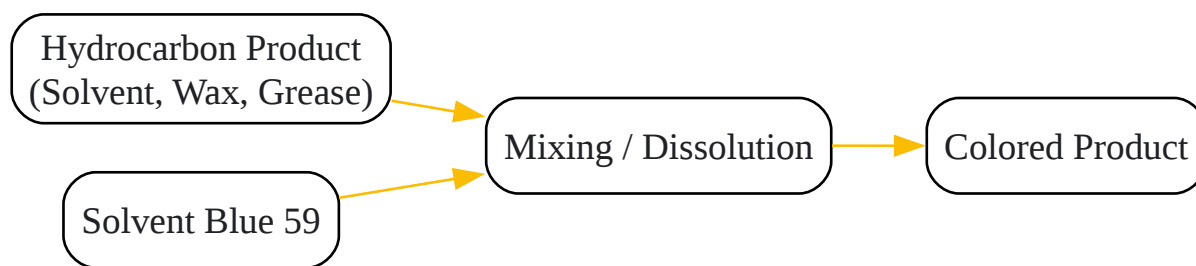 Hydrocarbon Product
(Solvent, Wax, Grease)
Solvent Blue 59
Mixing / Dissolution
Colored Product